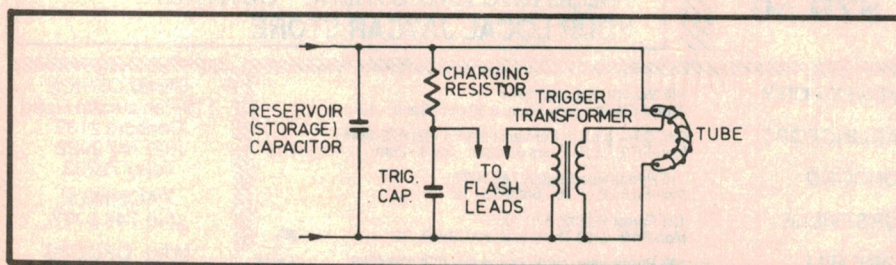 CHARGING
RESISTOR
TRIGGER
TRANSFORMER
RESERVOIR
(STORAGE)
CAPACITOR
TUBE
TRIG.
CAP.
TO
FLASH
LEADS